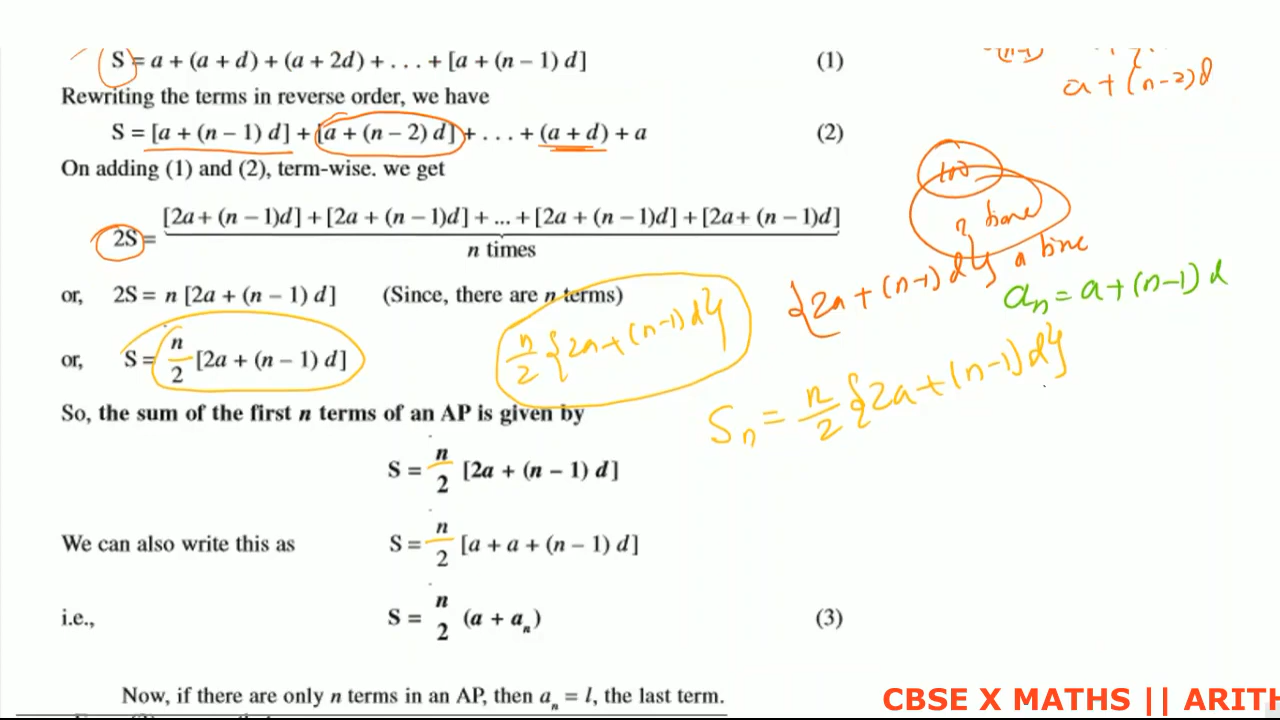 S = a + (a + d) + (a + 2d) + . . . + [a + (n – 1) d] (1)
a + (n-2)d
Rewriting the terms in reverse order, we have
S = [a + (n – 1) d] + [a + (n – 2) d] + . . . + (a + d) + a (2)
On adding (1) and (2), term-wise. we get
2S = [2a + (n – 1)d] + [2a + (n – 1)d] + ... + [2a + (n – 1)d] + [2a + (n – 1)d]
n times
{2a + (n-1) d}
a_n = a + (n-1) d
or, 2S = n [2a + (n – 1) d] (Since, there are n terms)
n/2 {2a + (n-1) d}
or, S = n/2 [2a + (n – 1) d]
S_n = n/2 {2a + (n-1) d}
So, the sum of the first n terms of an AP is given by
S = n/2 [2a + (n – 1) d]
We can also write this as S = n/2 [a + a + (n – 1) d]
i.e., S = n/2 (a + a_n) (3)
Now, if there are only n terms in an AP, then a_n = l, the last term.
CBSE X MATHS || ARITH